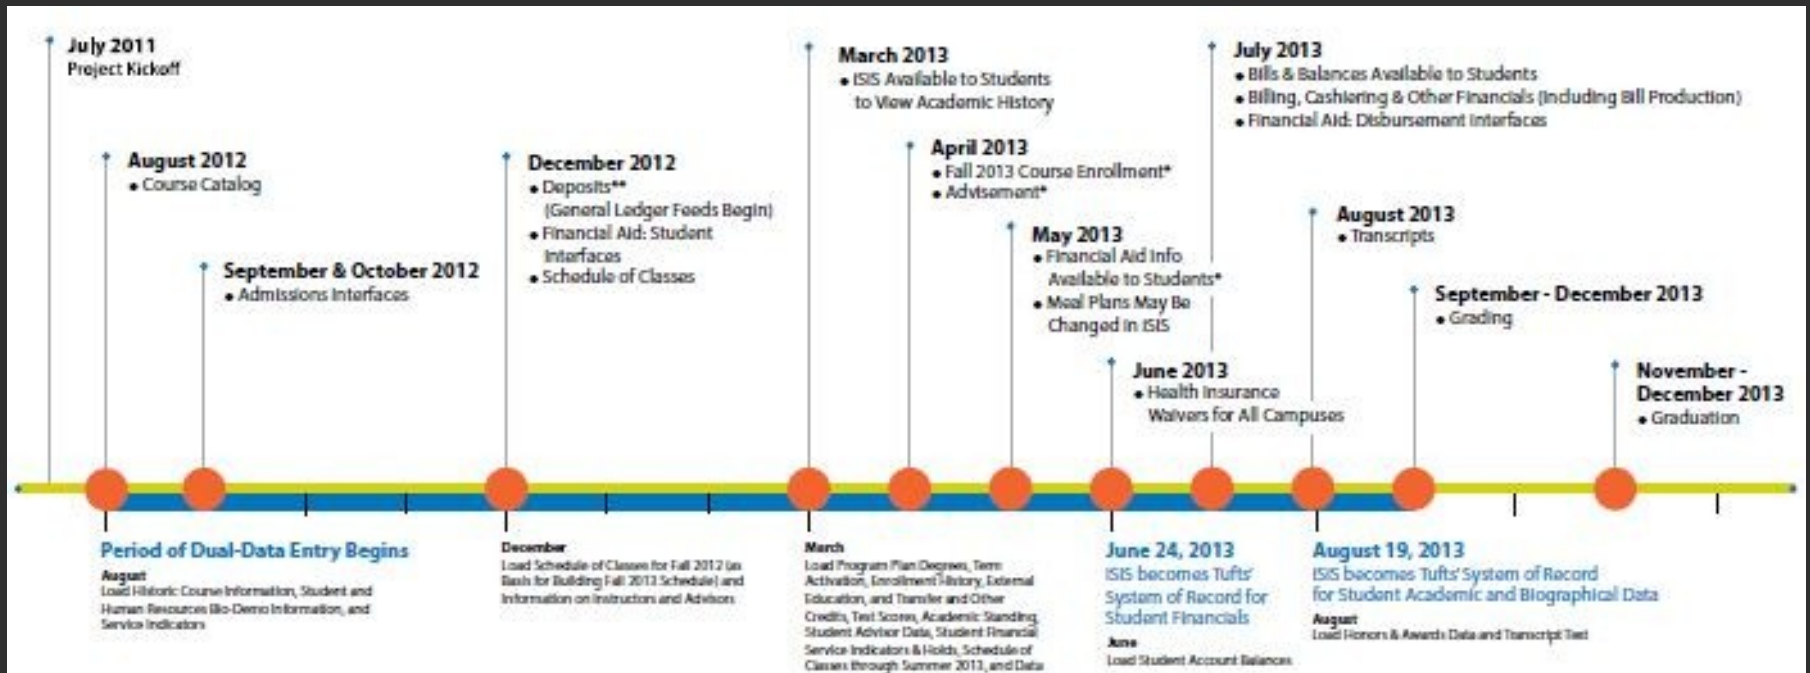 July 2011
Project Kickoff
August 2012
• Course Catalog
September & October 2012
• Admissions Interfaces
December 2012
• Deposits**
(General Ledger Feeds Begin)
• Financial Aid: Student
Interfaces
• Schedule of Classes
March 2013
• ISIS Available to Students
to View Academic History
April 2013
• Fall 2013 Course Enrollment*
• Advisement*
May 2013
• Financial Aid Info
Available to Students*
• Meal Plans May Be
Changed in ISIS
June 2013
• Health Insurance
Waivers for All Campuses
July 2013
• Bills & Balances Available to Students
• Billing, Cashiering & Other Financials (Including Bill Production)
• Financial Aid: Disbursement Interfaces
August 2013
• Transcripts
September - December 2013
• Grading
November -
December 2013
• Graduation
Period of Dual-Data Entry Begins
August
Load Historic Course Information, Student and
Human Resources Bio-Demo Information, and
Service Indicators
December
Load Schedule of Classes for Fall 2012 (as
Basis for Building Fall 2013 Schedule) and
Information on Instructors and Advisors
March
Load Program Plan Degrees, Term
Activation, Enrollment History, External
Education, and Transfer and Other
Credits, Test Scores, Academic Standing,
Student Advisor Data, Student Financial
Service Indicators & Holds, Schedule of
Classes through Summer 2013, and Data
June 24, 2013
ISIS becomes Tufts'
System of Record for
Student Financials
June
Load Student Account Balances
August 19, 2013
ISIS becomes Tufts' System of Record
for Student Academic and Biographical Data
August
Load Honors & Awards Data and Transcript Text